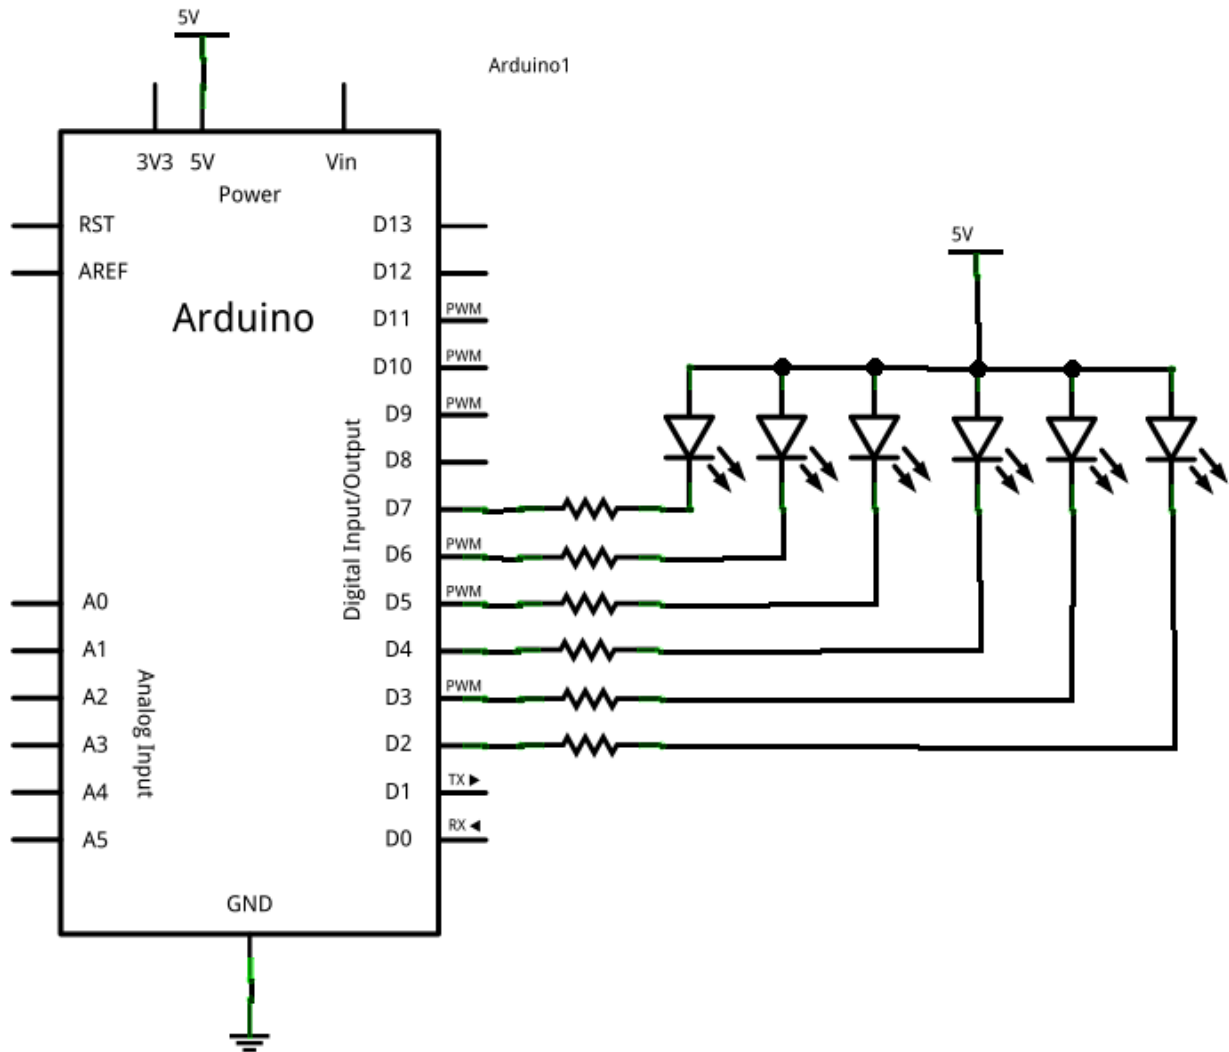 5V
Arduino1
3V3 5V Vin
Power
RST D13
AREF D12
Arduino
PWM
D11
PWM
D10
PWM
D9
D8
D7
PWM
D6
PWM
D5
D4
PWM
D3
D2
TX ▶
D1
RX ◀
D0
Digital Input/Output
A0
A1
A2
A3
A4
A5
Analog Input
GND
5V